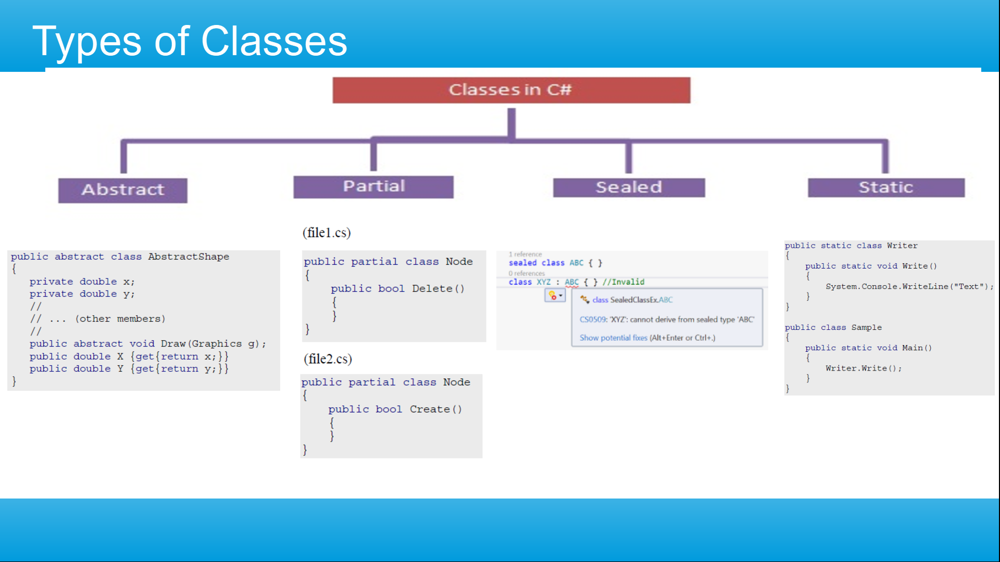 Types of Classes
Classes in C#
Abstract
Partial
Sealed
Static
public abstract class AbstractShape
{
private double x;
private double y;
//
// ... (other members)
//
public abstract void Draw(Graphics g);
public double X {get{return x;}}
public double Y {get{return y;}}
}
(file1.cs)
public partial class Node
{
public bool Delete()
{
}
}
(file2.cs)
public partial class Node
{
public bool Create()
{
}
}
1 reference
sealed class ABC { }
0 references
class XYZ : ABC { } //Invalid
class SealedClassEx.ABC
CS0509: 'XYZ': cannot derive from sealed type 'ABC'
Show potential fixes (Alt+Enter or Ctrl+.)
public static class Writer
{
public static void Write()
{
System.Console.WriteLine("Text");
}
}
public class Sample
{
public static void Main()
{
Writer.Write();
}
}